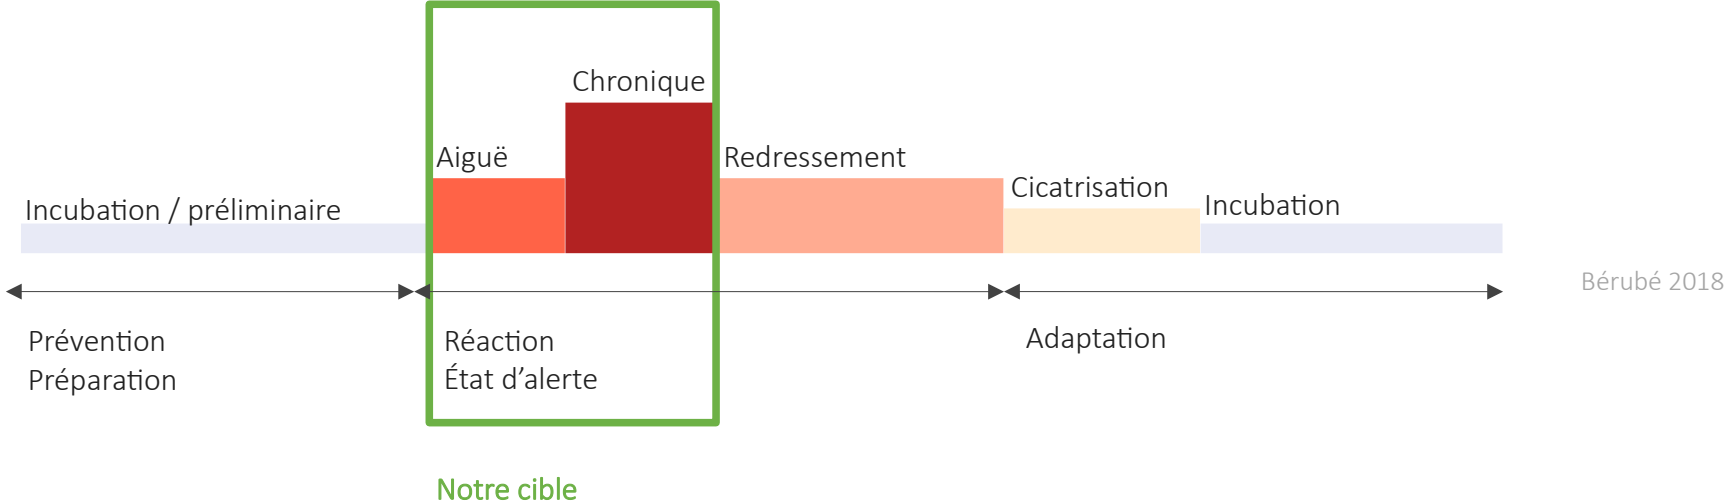 Chronique
Aiguë
Redressement
Cicatrisation
Incubation / préliminaire
Incubation
Bérubé 2018
Prévention
Préparation
Réaction
État d’alerte
Adaptation
Notre cible